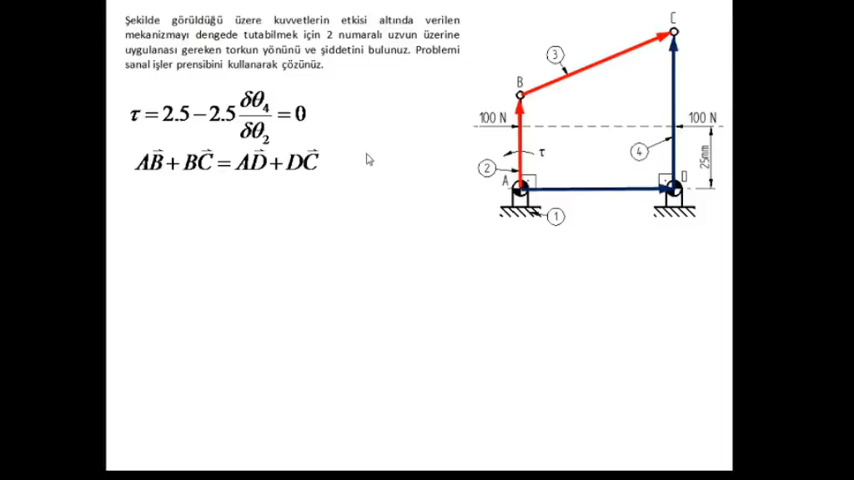 Şekilde görüldüğü üzere kuvvetlerin etkisi altında verilen
mekanizmayı dengede tutabilmek için 2 numaralı uzvun üzerine
uygulanası gereken torkun yönünü ve şiddetini bulunuz. Problemi
sanal işler prensibini kullanarak çözünüz.
τ = 2.5 − 2.5 δθ₄/δθ₂ = 0
AB⃗ + BC⃗ = AD⃗ + DC⃗
C
3
B
100 N
100 N
τ
4
25mm
2
A
D
1